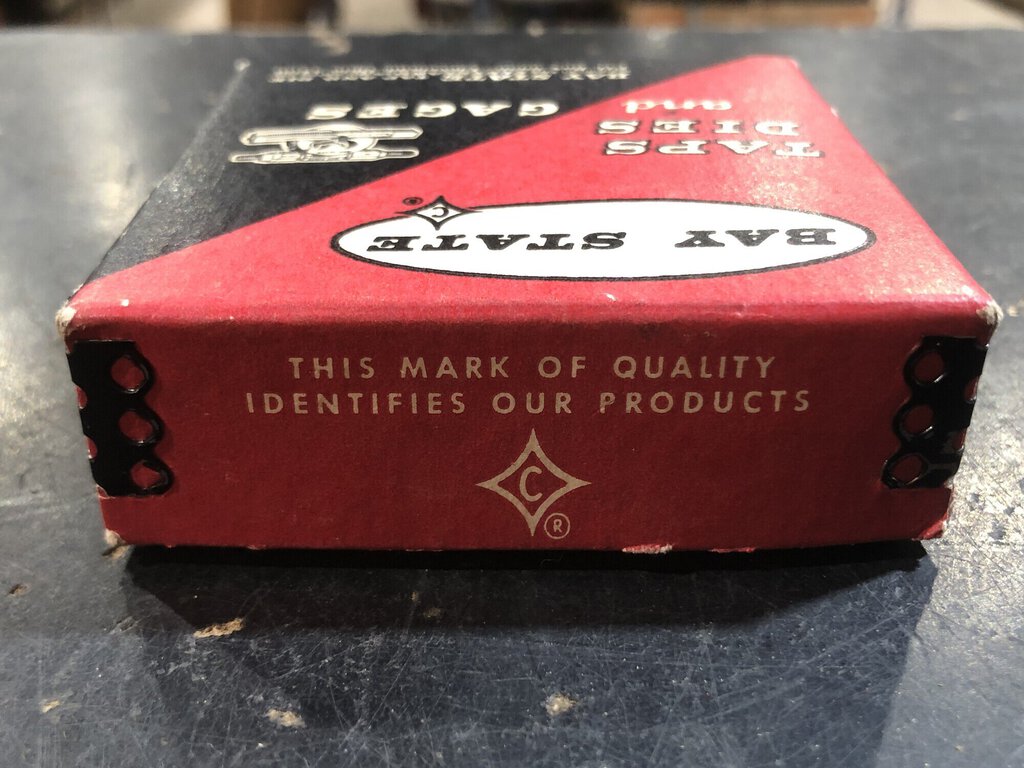 TAPS
DIES
and
GAGES
BAY STATE
C
®
THIS MARK OF QUALITY
IDENTIFIES OUR PRODUCTS
C
®